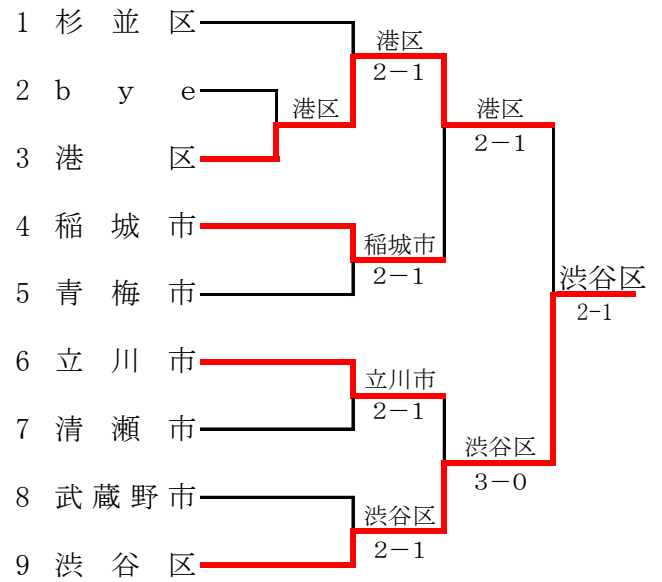 1 杉並区
港区
2-1
2 bye
港区
港区
2-1
3 港区
4 稲城市
稲城市
2-1
5 青梅市
渋谷区
2-1
6 立川市
立川市
2-1
7 清瀬市
渋谷区
3-0
8 武蔵野市
渋谷区
2-1
9 渋谷区